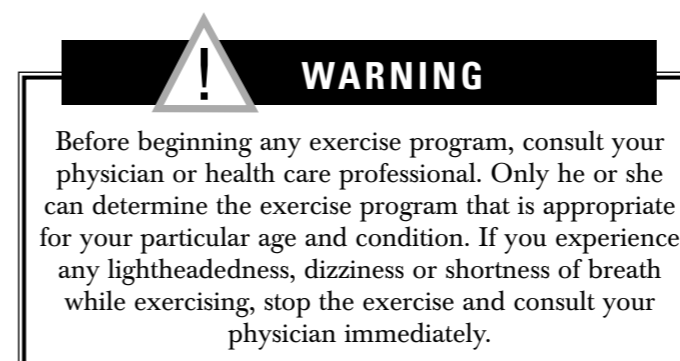 ! WARNING
Before beginning any exercise program, consult your
physician or health care professional. Only he or she
can determine the exercise program that is appropriate
for your particular age and condition. If you experience
any lightheadedness, dizziness or shortness of breath
while exercising, stop the exercise and consult your
physician immediately.